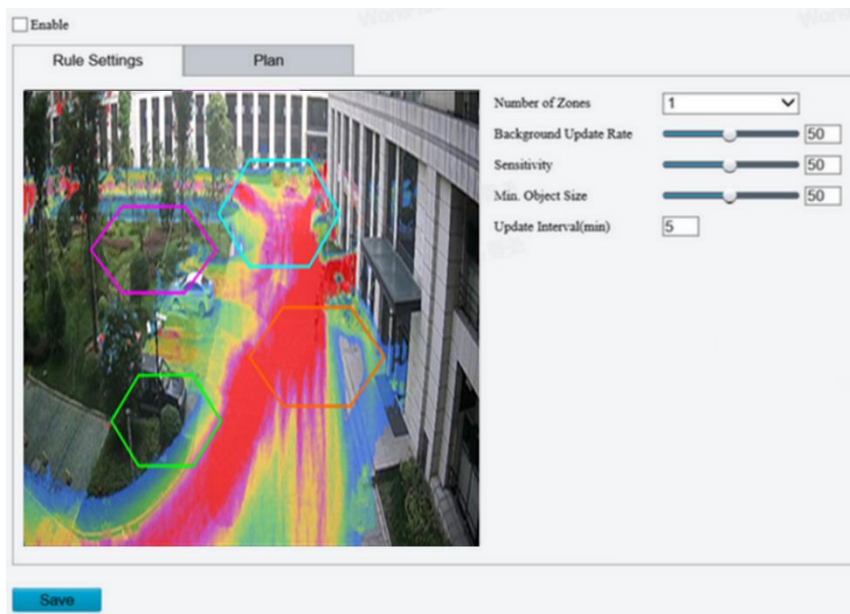 Enable
Rule Settings
Plan
Number of Zones 1
Background Update Rate 50
Sensitivity 50
Min. Object Size 50
Update Interval(min) 5
Save